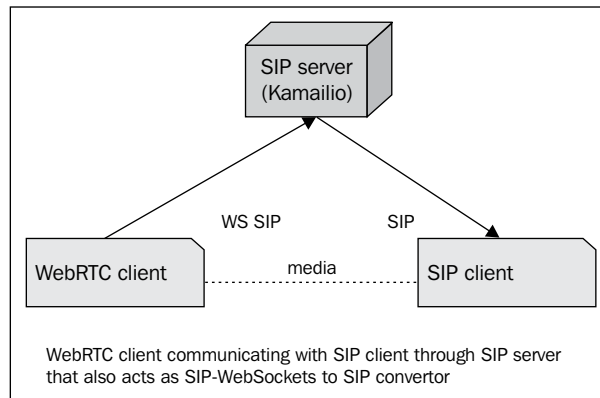 SIP server
(Kamailio)
WS SIP
SIP
WebRTC client
media
SIP client
WebRTC client communicating with SIP client through SIP server
that also acts as SIP-WebSockets to SIP convertor